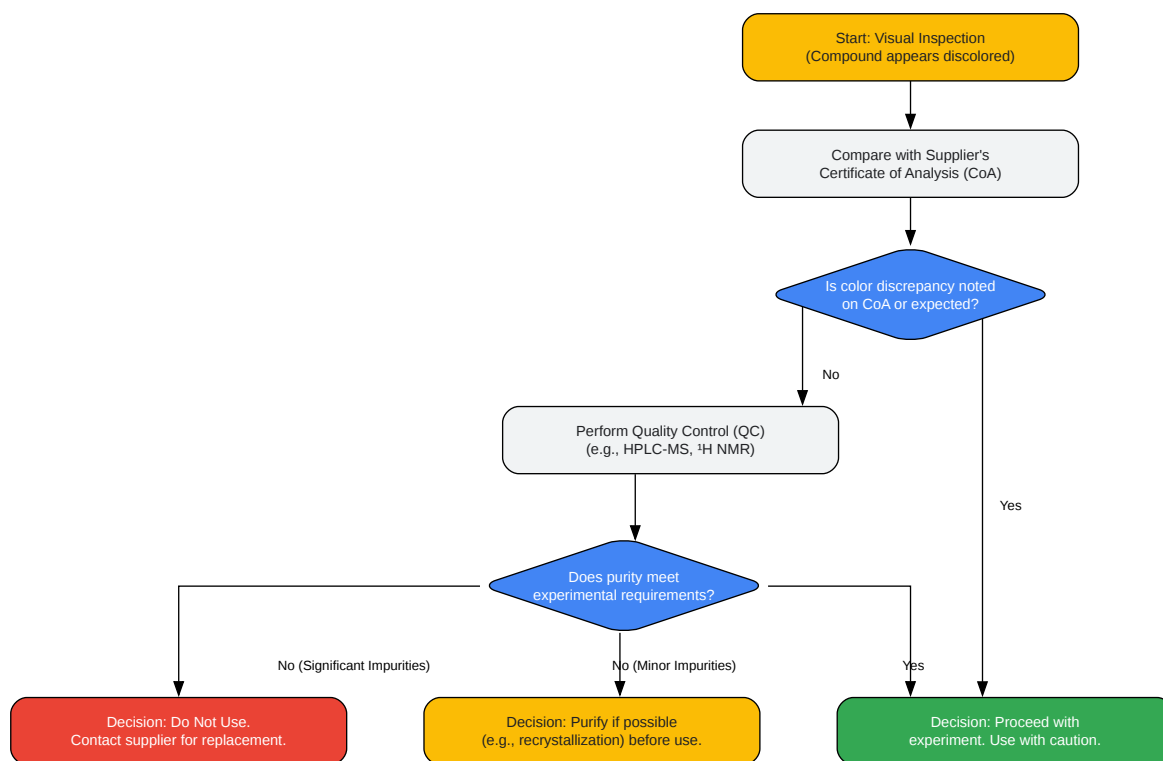 Start: Visual Inspection
(Compound appears discolored)
Compare with Supplier's
Certificate of Analysis (CoA)
Is color discrepancy noted
on CoA or expected?
No
Perform Quality Control (QC)
(e.g., HPLC-MS, ¹H NMR)
Yes
Does purity meet
experimental requirements?
No (Significant Impurities)
No (Minor Impurities)
Yes
Decision: Do Not Use.
Contact supplier for replacement.
Decision: Purify if possible
(e.g., recrystallization) before use.
Decision: Proceed with
experiment. Use with caution.